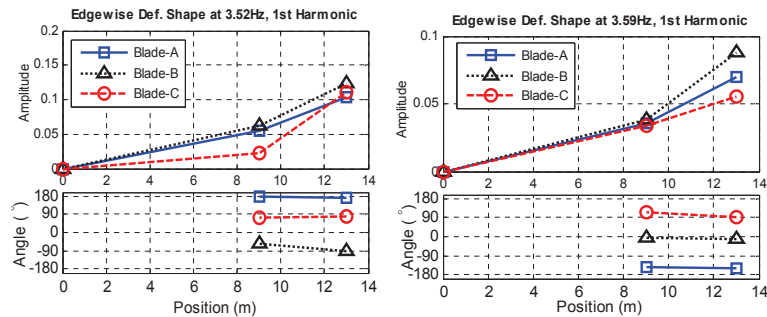 Edgewise Def. Shape at 3.52Hz, 1st Harmonic
0.2
0.15
0.1
0.05
0
Amplitude
Blade-A
Blade-B
Blade-C
0 2 4 6 8 10 12 14
180
90
0
-90
-180
Angle (°)
0 2 4 6 8 10 12 14
Position (m)
Edgewise Def. Shape at 3.59Hz, 1st Harmonic
0.1
0.05
0
Amplitude
Blade-A
Blade-B
Blade-C
0 2 4 6 8 10 12 14
180
90
0
-90
-180
Angle (°)
0 2 4 6 8 10 12 14
Position (m)